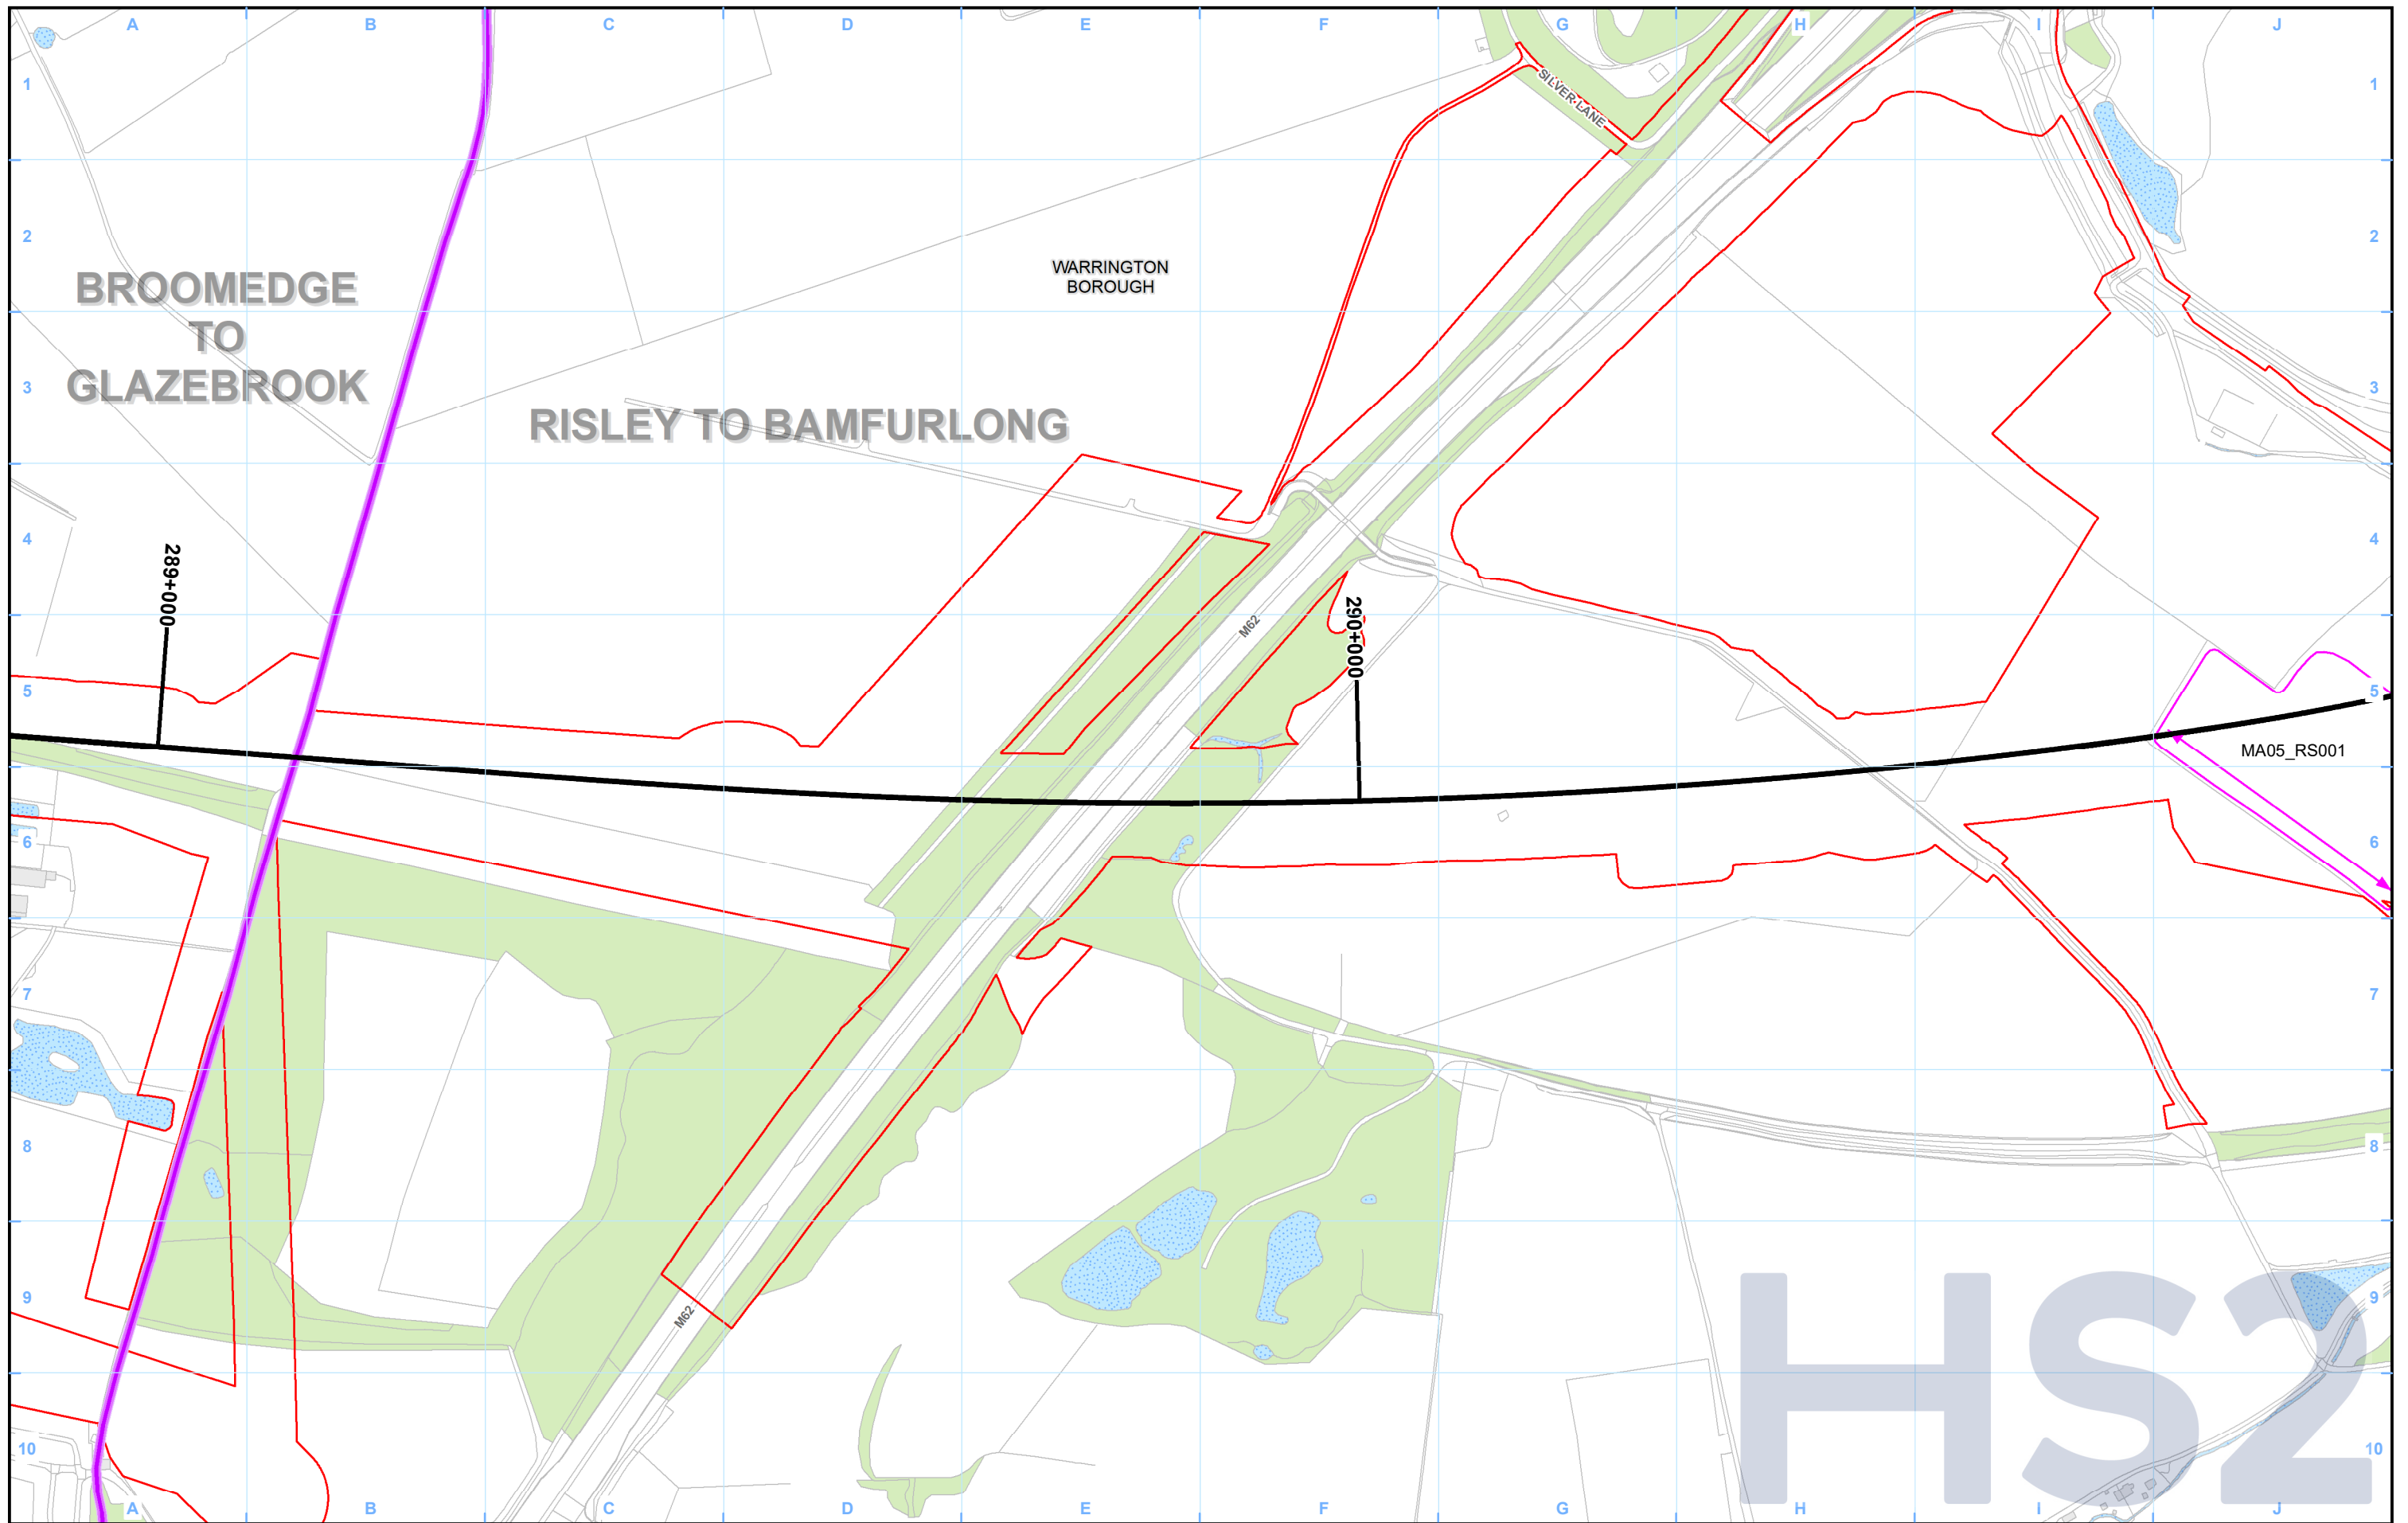 A B C D E F G H I J
1 1
SILVER LANE
2 2
WARRINGTON
BOROUGH
BROOMEDGE
TO
GLAZEBROOK
3 3
RISLEY TO BAMFURLONG
4 4
289+000
290+000
M62
5 5
MA05_RS001
6 6
7 7
8 8
9 9
M62
HS2
10 10
A B C D E F G H I J